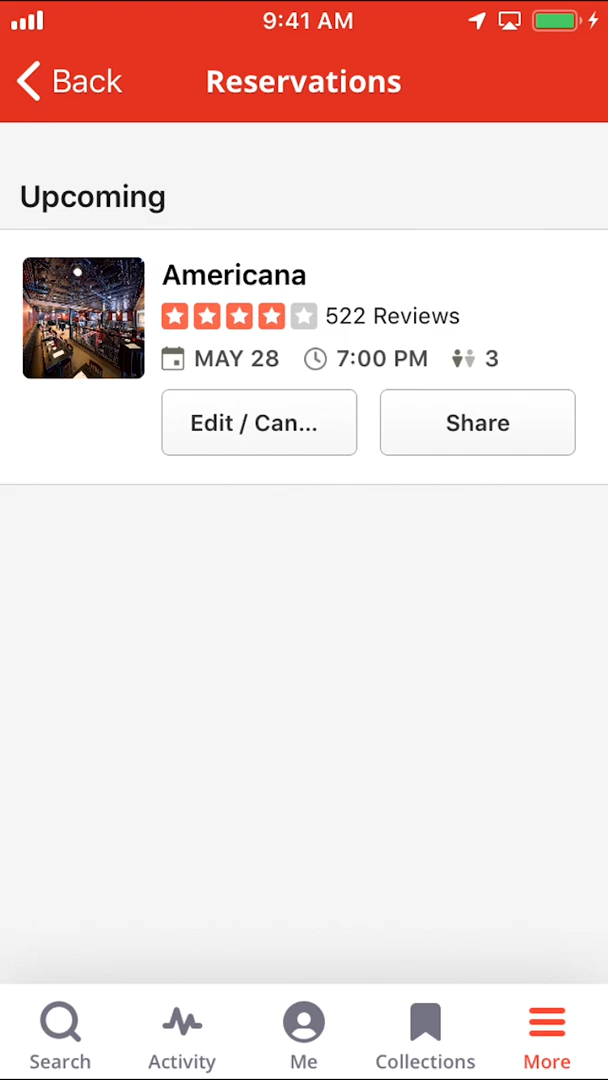 9:41 AM
Back
Reservations
Upcoming
Americana
522 Reviews
MAY 28 7:00 PM 3
Edit / Can...
Share
Search Activity Me Collections More